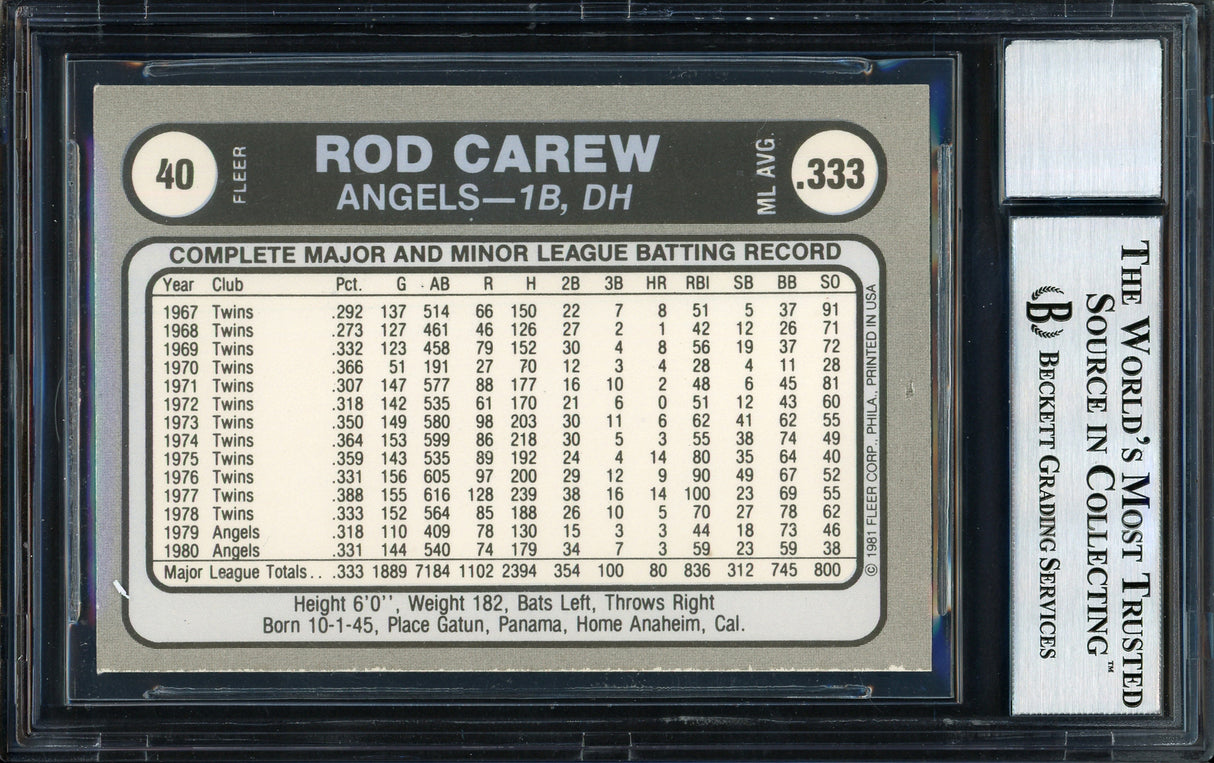 40 FLEER ROD CAREW ML AVG. .333
ANGELS—1B, DH
COMPLETE MAJOR AND MINOR LEAGUE BATTING RECORD
Year Club Pct. G AB R H 2B 3B HR RBI SB BB SO
1967 Twins .292 137 514 66 150 22 7 8 51 5 37 91
1968 Twins .273 127 461 46 126 27 2 1 42 12 26 71
1969 Twins .332 123 458 79 152 30 4 8 56 19 37 72
1970 Twins .366 51 191 27 70 12 3 4 28 4 11 28
1971 Twins .307 147 577 88 177 16 10 2 48 6 45 81
1972 Twins .318 142 535 61 170 21 6 0 51 12 43 60
1973 Twins .350 149 580 98 203 30 11 6 62 41 62 55
1974 Twins .364 153 599 86 218 30 5 3 55 38 74 49
1975 Twins .359 143 535 89 192 24 4 14 80 35 64 40
1976 Twins .331 156 605 97 200 29 12 9 90 49 67 52
1977 Twins .388 155 616 128 239 38 16 14 100 23 69 55
1978 Twins .333 152 564 85 188 26 10 5 70 27 78 62
1979 Angels .318 110 409 78 130 15 3 3 44 18 73 46
1980 Angels .331 144 540 74 179 34 7 3 59 23 59 38
Major League Totals . . .333 1889 7184 1102 2394 354 100 80 836 312 745 800
Height 6'0'', Weight 182, Bats Left, Throws Right
Born 10-1-45, Place Gatun, Panama, Home Anaheim, Cal.
© 1981 FLEER CORP., PHILA., PRINTED IN USA
THE WORLD'S MOST TRUSTED
SOURCE IN COLLECTING™
B BECKETT GRADING SERVICES